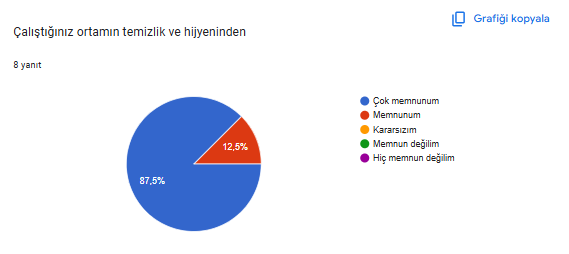 Grafiği kopyala
Çalıştığınız ortamın temizlik ve hijyeninden
8 yanıt
Çok memnunum
Memnunum
Kararsızım
Memnun değilim
Hiç memnun değilim
12,5%
87,5%